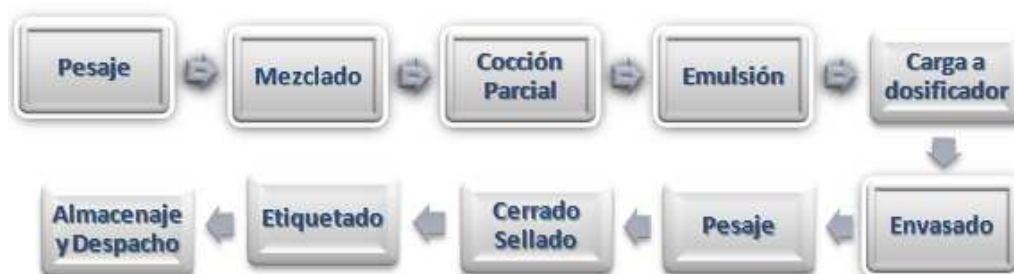 Pesaje
Mezclado
Cocción
Parcial
Emulsión
Carga a
dosificador
Envasado
Pesaje
Cerrado
Sellado
Etiquetado
Almacenaje
y Despacho